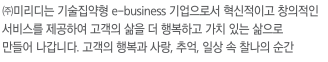 ㈜미리디는 기술집약형 e-business 기업으로서 혁신적이고 창의적인
서비스를 제공하여 고객의 삶을 더 행복하고 가치 있는 삶으로
만들어 나갑니다. 고객의 행복과 사랑, 추억, 일상 속 찰나의 순간